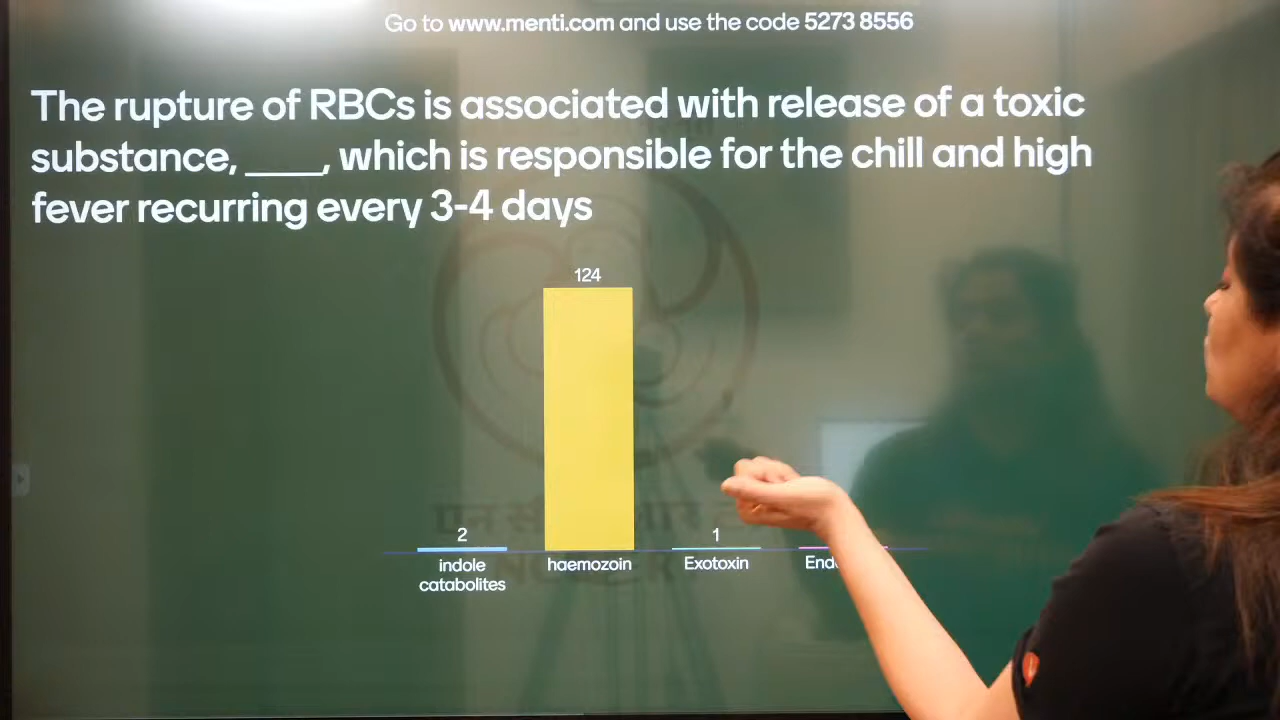 Go to www.menti.com and use the code 5273 8556
The rupture of RBCs is associated with release of a toxic
substance, ____, which is responsible for the chill and high
fever recurring every 3-4 days
124
2
1
indole
catabolites
haemozoin
Exotoxin